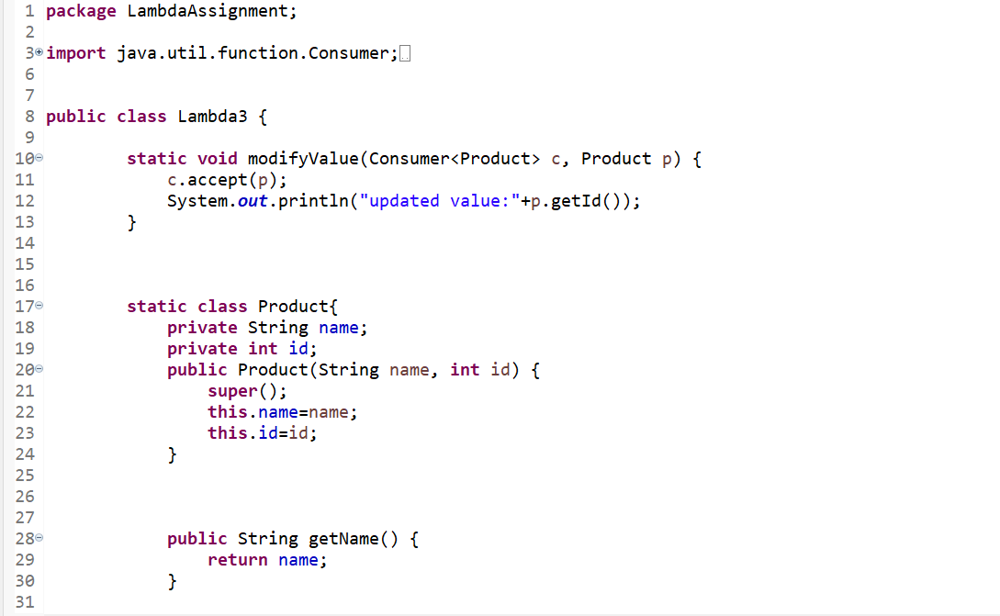 1 package LambdaAssignment;
2
3 import java.util.function.Consumer;
6
7
8 public class Lambda3 {
9
10 static void modifyValue(Consumer<Product> c, Product p) {
11 c.accept(p);
12 System.out.println("updated value:"+p.getId());
13 }
14
15
16
17 static class Product{
18 private String name;
19 private int id;
20 public Product(String name, int id) {
21 super();
22 this.name=name;
23 this.id=id;
24 }
25
26
27
28 public String getName() {
29 return name;
30 }
31